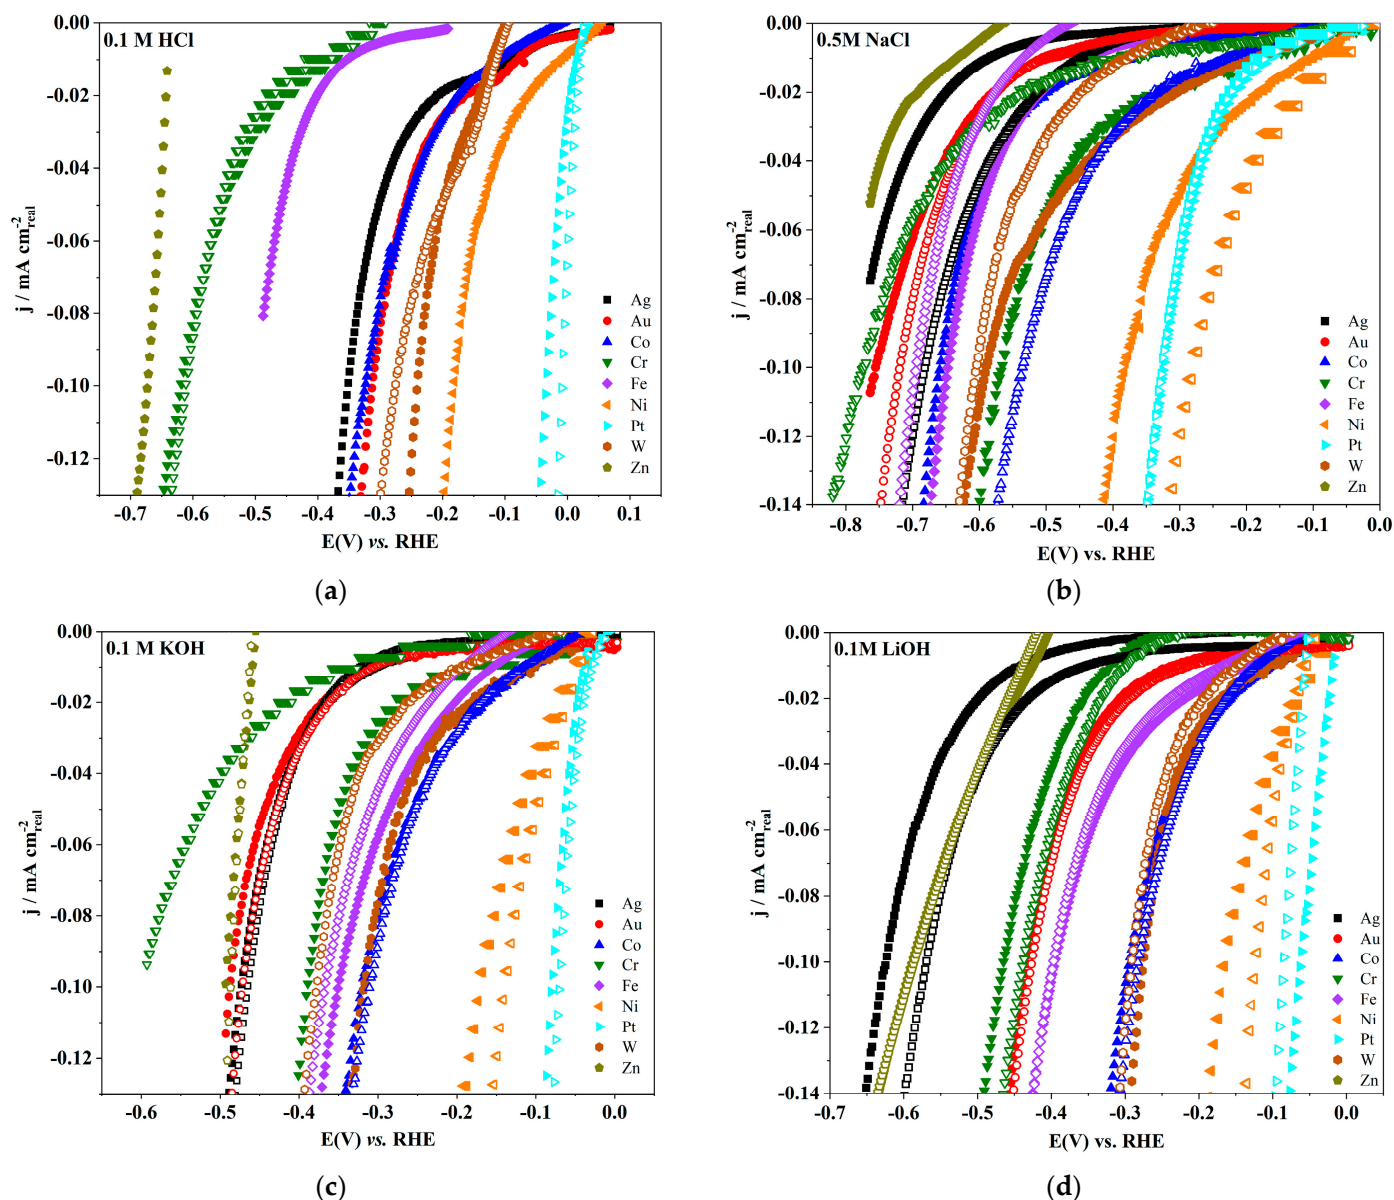 0.1 M HCl
0.00
-0.02
-0.04
-0.06
-0.08
-0.10
-0.12
j / mA cm⁻²real
Ag
Au
Co
Cr
Fe
Ni
Pt
W
Zn
-0.7 -0.6 -0.5 -0.4 -0.3 -0.2 -0.1 0.0 0.1
E(V) vs. RHE
(a)
0.5M NaCl
0.00
-0.02
-0.04
-0.06
-0.08
-0.10
-0.12
-0.14
j / mA cm⁻²real
Ag
Au
Co
Cr
Fe
Ni
Pt
W
Zn
-0.8 -0.7 -0.6 -0.5 -0.4 -0.3 -0.2 -0.1 0.0
E(V) vs. RHE
(b)
0.1 M KOH
0.00
-0.02
-0.04
-0.06
-0.08
-0.10
-0.12
j / mA cm⁻²real
Ag
Au
Co
Cr
Fe
Ni
Pt
W
Zn
-0.6 -0.5 -0.4 -0.3 -0.2 -0.1 0.0
E(V) vs. RHE
(c)
0.1M LiOH
0.00
-0.02
-0.04
-0.06
-0.08
-0.10
-0.12
-0.14
j / mA cm⁻²real
Ag
Au
Co
Cr
Fe
Ni
Pt
W
Zn
-0.7 -0.6 -0.5 -0.4 -0.3 -0.2 -0.1 0.0
E(V) vs. RHE
(d)